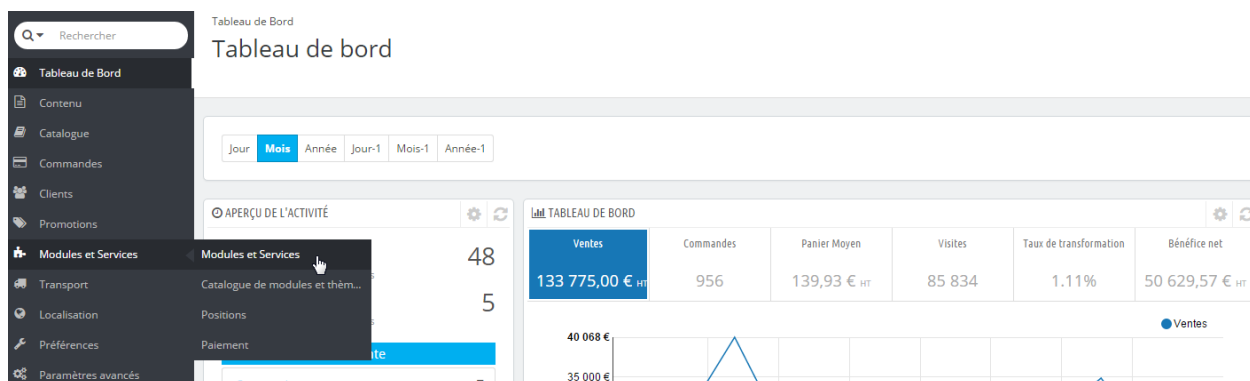 Rechercher
Tableau de Bord
Contenu
Catalogue
Commandes
Clients
Promotions
Modules et Services
Transport
Localisation
Préférences
Paramètres avancés
Modules et Services
Catalogue de modules et thèm...
Positions
Paiement
Tableau de Bord
Tableau de bord
Jour Mois Année Jour-1 Mois-1 Année-1
APERÇU DE L'ACTIVITÉ
48
5
TABLEAU DE BORD
Ventes Commandes Panier Moyen Visites Taux de transformation Bénéfice net
133 775,00 € HT 956 139,93 € HT 85 834 1.11% 50 629,57 € HT
Ventes
40 068 €
35 000 €